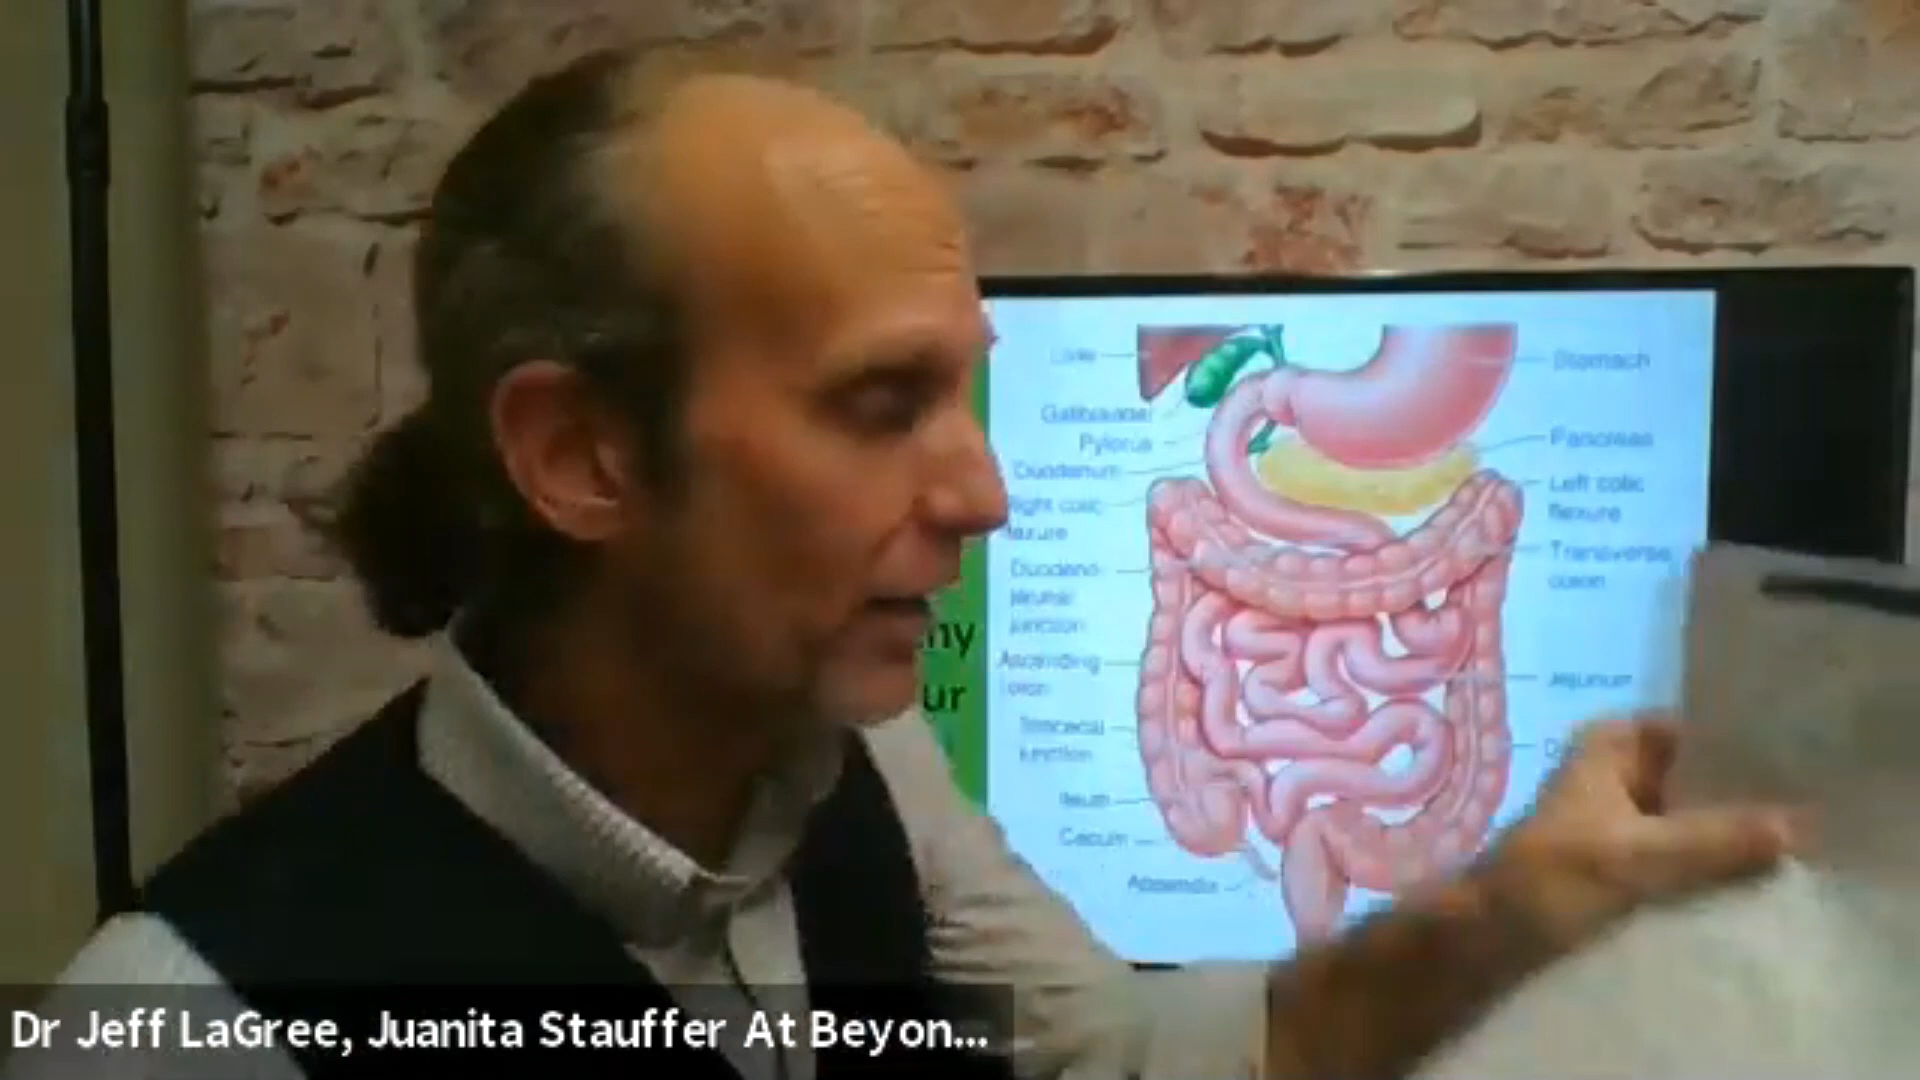 Liver
Gallbladder
Pylorus
Duodenum
Right colic
flexure
Duodeno-
jejunal
junction
Ascending
colon
Ileocecal
junction
Ileum
Cecum
Appendix
Stomach
Pancreas
Left colic
flexure
Transverse
colon
Jejunum
ur
Dr Jeff LaGree, Juanita Stauffer At Beyon...